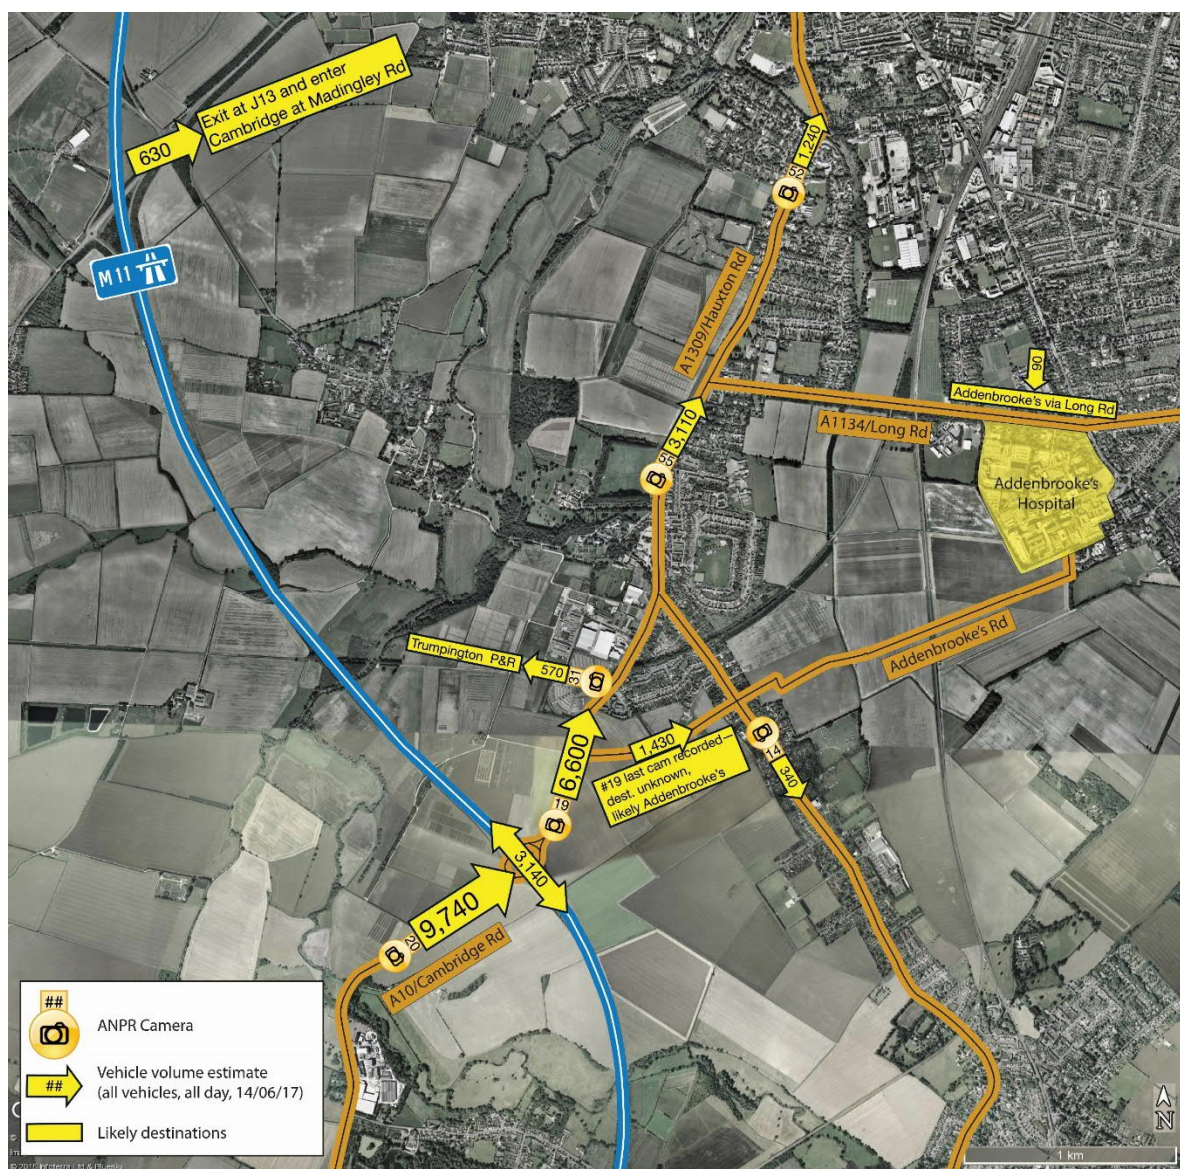 Exit at J13 and enter
Cambridge at Madingley Rd
630
1,240
52
M11
A1309/Hauxton Rd
90
Addenbrooke's via Long Rd
A1134/Long Rd
3,110
55
Addenbrooke's
Hospital
Addenbrooke's Rd
Trumpington P&R
570
31
1,430
#19 last cam recorded—
dest. unknown,
likely Addenbrooke's
14
340
6,600
19
3,140
9,740
20
A10/Cambridge Rd
##
ANPR Camera
##
Vehicle volume estimate
(all vehicles, all day, 14/06/17)
Likely destinations
N
1 km